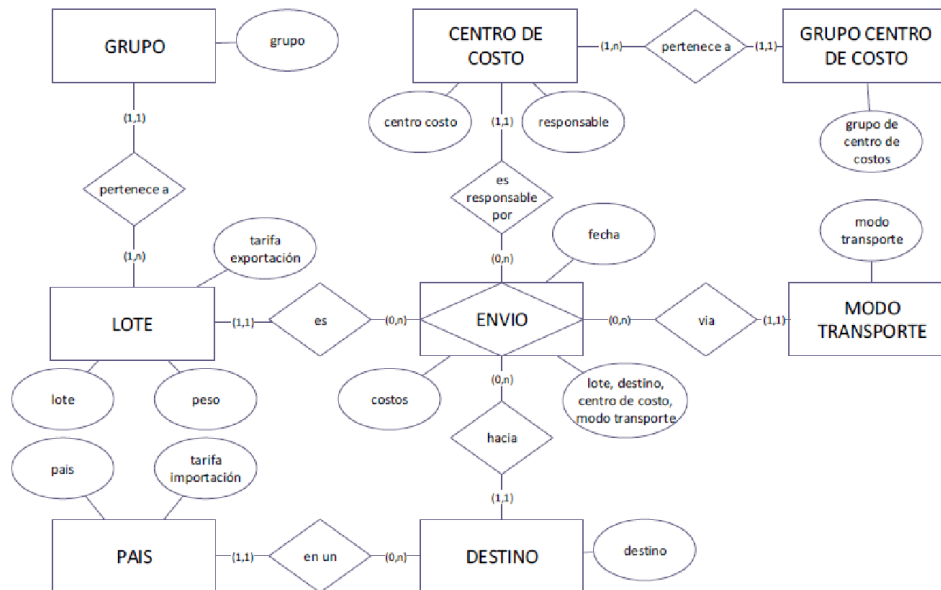 GRUPO
grupo
CENTRO DE
COSTO
(1,n)
pertenece a
(1,1)
GRUPO CENTRO
DE COSTO
centro costo
(1,1)
responsable
grupo de
centro de
costos
(1,1)
pertenece a
(1,n)
es
responsable
por
(0,n)
tarifa
exportación
fecha
modo
transporte
LOTE
(1,1)
es
(0,n)
ENVIO
(0,n)
via
(1,1)
MODO
TRANSPORTE
lote
peso
costos
(0,n)
lote, destino,
centro de costo,
modo transporte
pais
tarifa
importación
hacia
(1,1)
PAIS
(1,1)
en un
(0,n)
DESTINO
destino